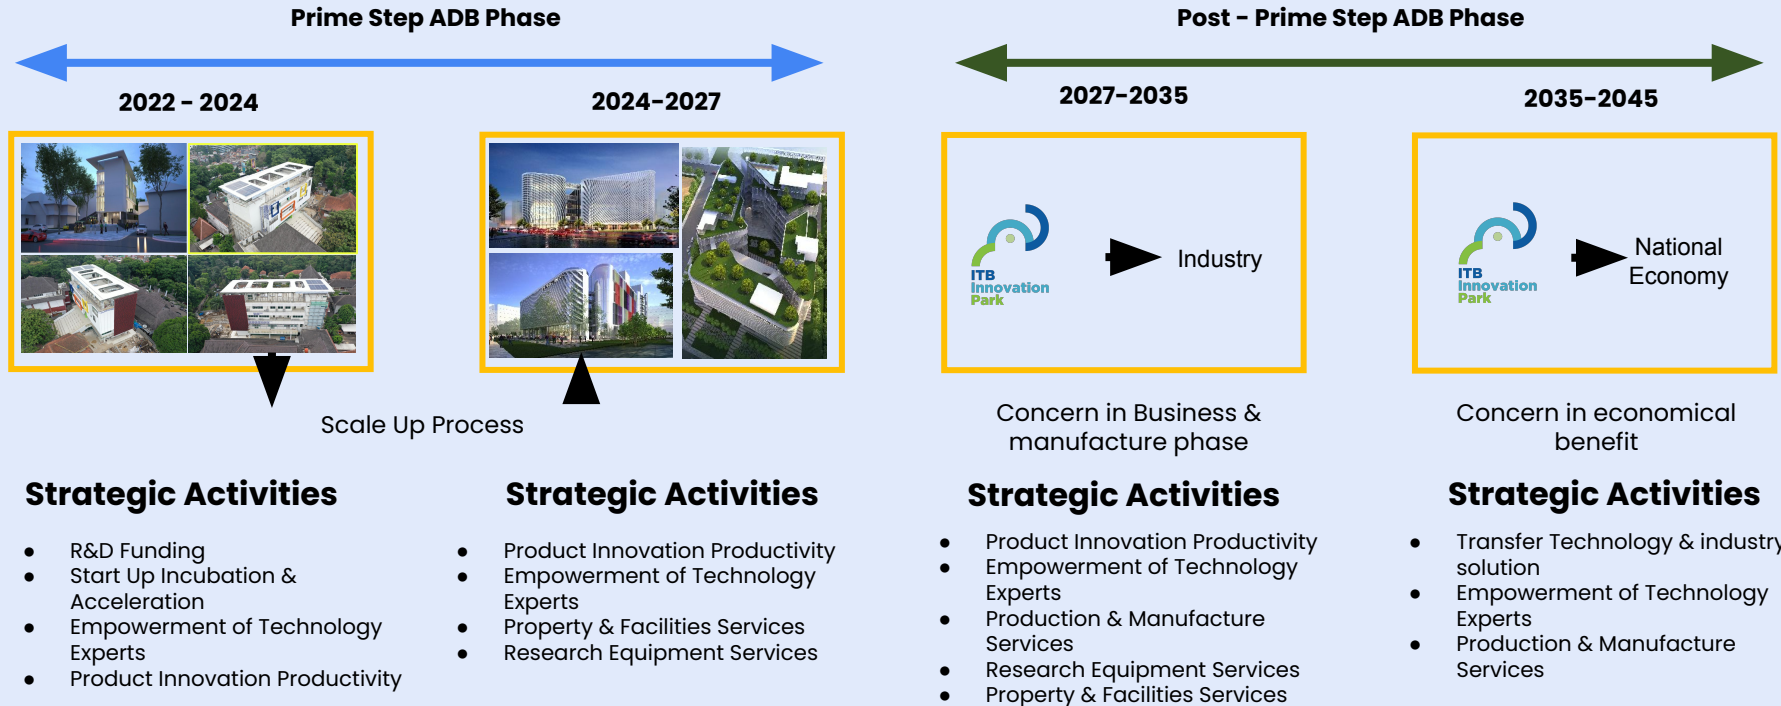 Prime Step ADB Phase
Post - Prime Step ADB Phase
2022 - 2024
2024-2027
2027-2035
2035-2045
ITB
Innovation
Park
Industry
ITB
Innovation
Park
National
Economy
Scale Up Process
Concern in Business &
manufacture phase
Concern in economical
benefit
Strategic Activities
● R&D Funding
● Start Up Incubation &
Acceleration
● Empowerment of Technology
Experts
● Product Innovation Productivity
Strategic Activities
● Product Innovation Productivity
● Empowerment of Technology
Experts
● Property & Facilities Services
● Research Equipment Services
Strategic Activities
● Product Innovation Productivity
● Empowerment of Technology
Experts
● Production & Manufacture
Services
● Research Equipment Services
● Property & Facilities Services
Strategic Activities
● Transfer Technology & industry
solution
● Empowerment of Technology
Experts
● Production & Manufacture
Services